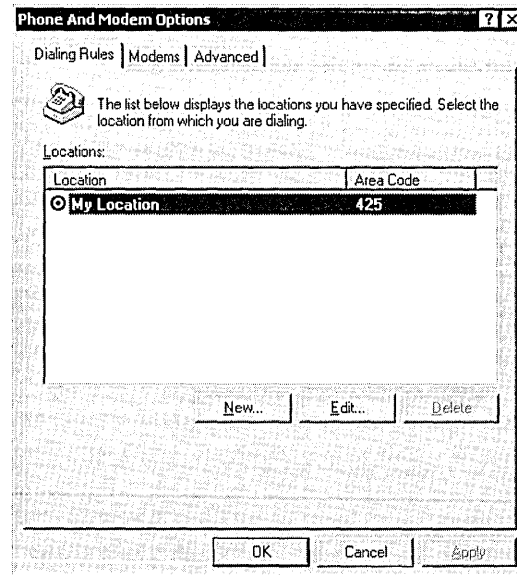 Phone And Modem Options
Dialing Rules Modems Advanced
The list below displays the locations you have specified. Select the
location from which you are dialing.
Locations:
Location Area Code
My Location 425
New... Edit... Delete
OK Cancel Apply